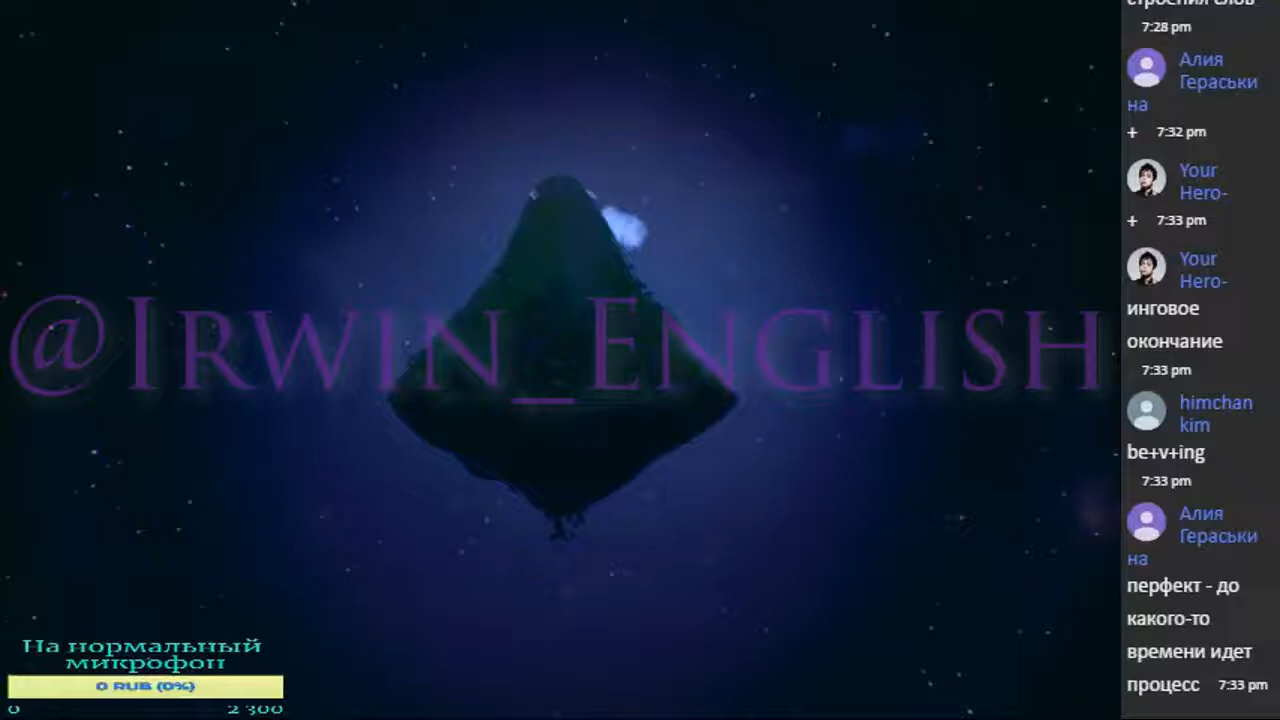 строения слов
7:28 pm
Алия
Гераськи
на
+ 7:32 pm
Your
Hero-
+ 7:33 pm
Your
Hero-
инговое
окончание
7:33 pm
himchan
kim
be+v+ing
7:33 pm
Алия
Гераськи
на
перфект - до
какого-то
времени идет
процесс 7:33 pm
@Irwin_English
На нормальный
микрофон
0 RUB (0%)
0 2 300